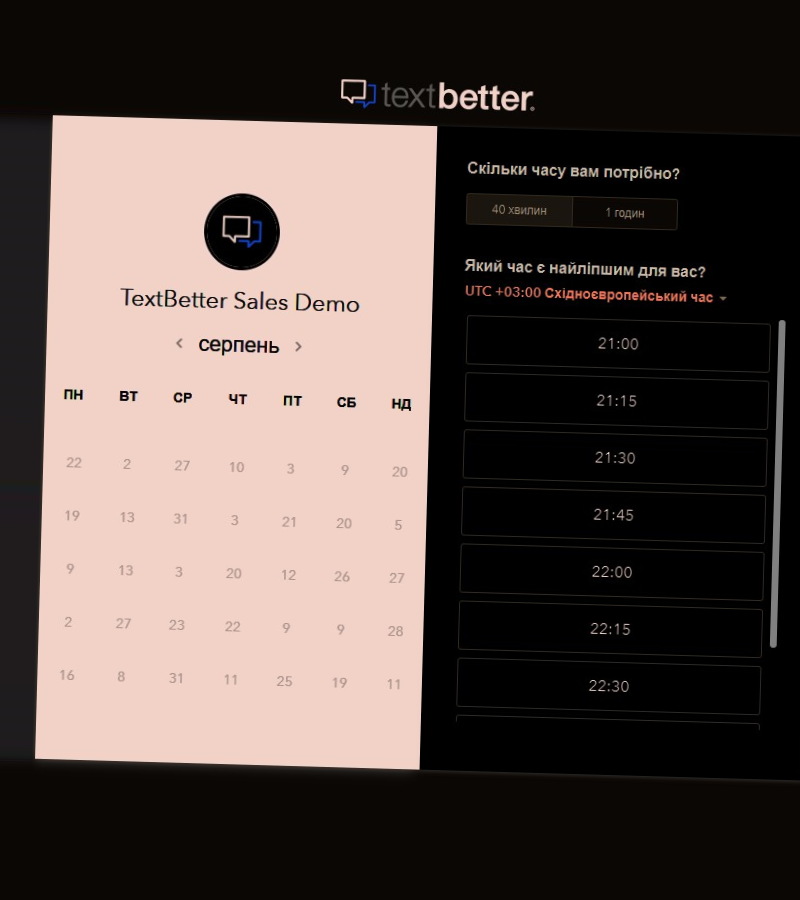 textbetter®
TextBetter Sales Demo
серпень
ПН ВТ СР ЧТ ПТ СБ НД
22 2 27 10 3 9 20
19 13 31 3 21 20 5
9 13 3 20 12 26 27
2 27 23 22 9 9 28
16 8 31 11 25 19 11
Скільки часу вам потрібно?
40 хвилин 1 годин
Який час є найліпшим для вас?
UTC +03:00 Східноєвропейський час
21:00
21:15
21:30
21:45
22:00
22:15
22:30